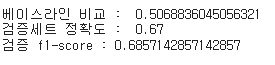 베이스라인 비교 :  0.5068836045056321
검증세트 정확도 :  0.67
검증 f1-score : 0.6857142857142857